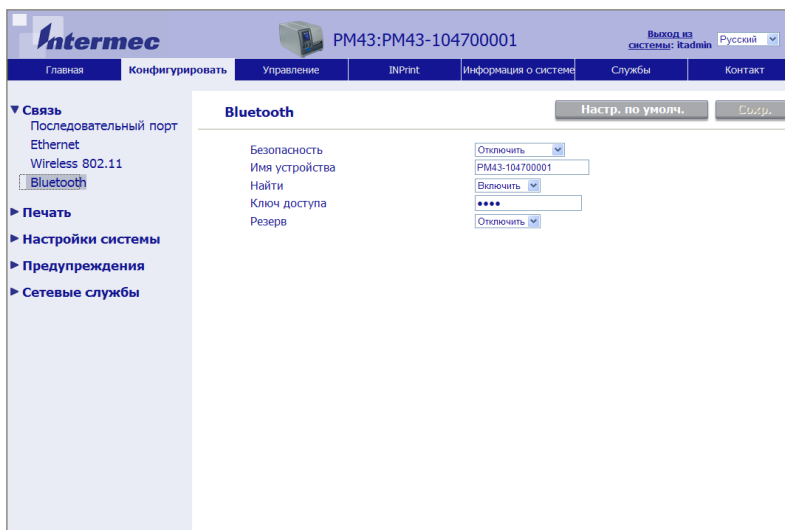 Intermec
PM43:PM43-104700001
Выход из
системы: itadmin
Русский
Главная
Конфигурировать
Управление
INPrint
Информация о системе
Службы
Контакт
Связь
Последовательный порт
Ethernet
Wireless 802.11
Bluetooth
Печать
Настройки системы
Предупреждения
Сетевые службы
Bluetooth
Настр. по умолч.
Сохр.
Безопасность
Отключить
Имя устройства
PM43-104700001
Найти
Включить
Ключ доступа
••••
Резерв
Отключить